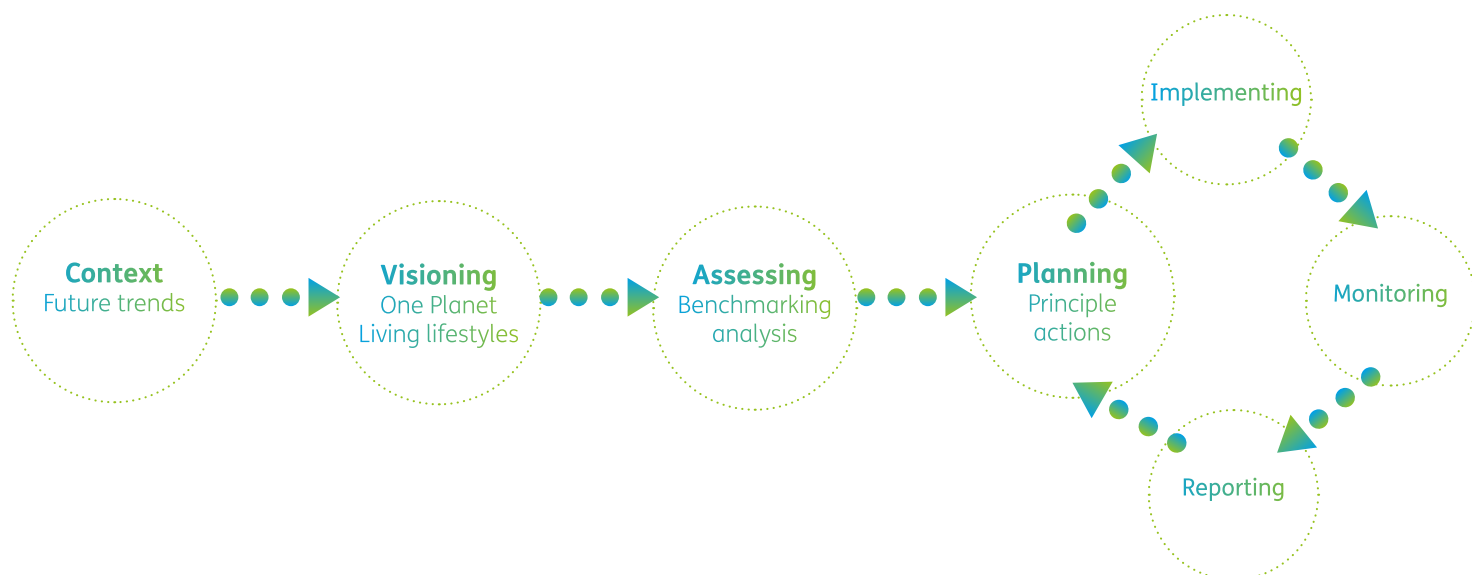 Context
Future trends
Visioning
One Planet
Living lifestyles
Assessing
Benchmarking
analysis
Planning
Principle
actions
Implementing
Monitoring
Reporting